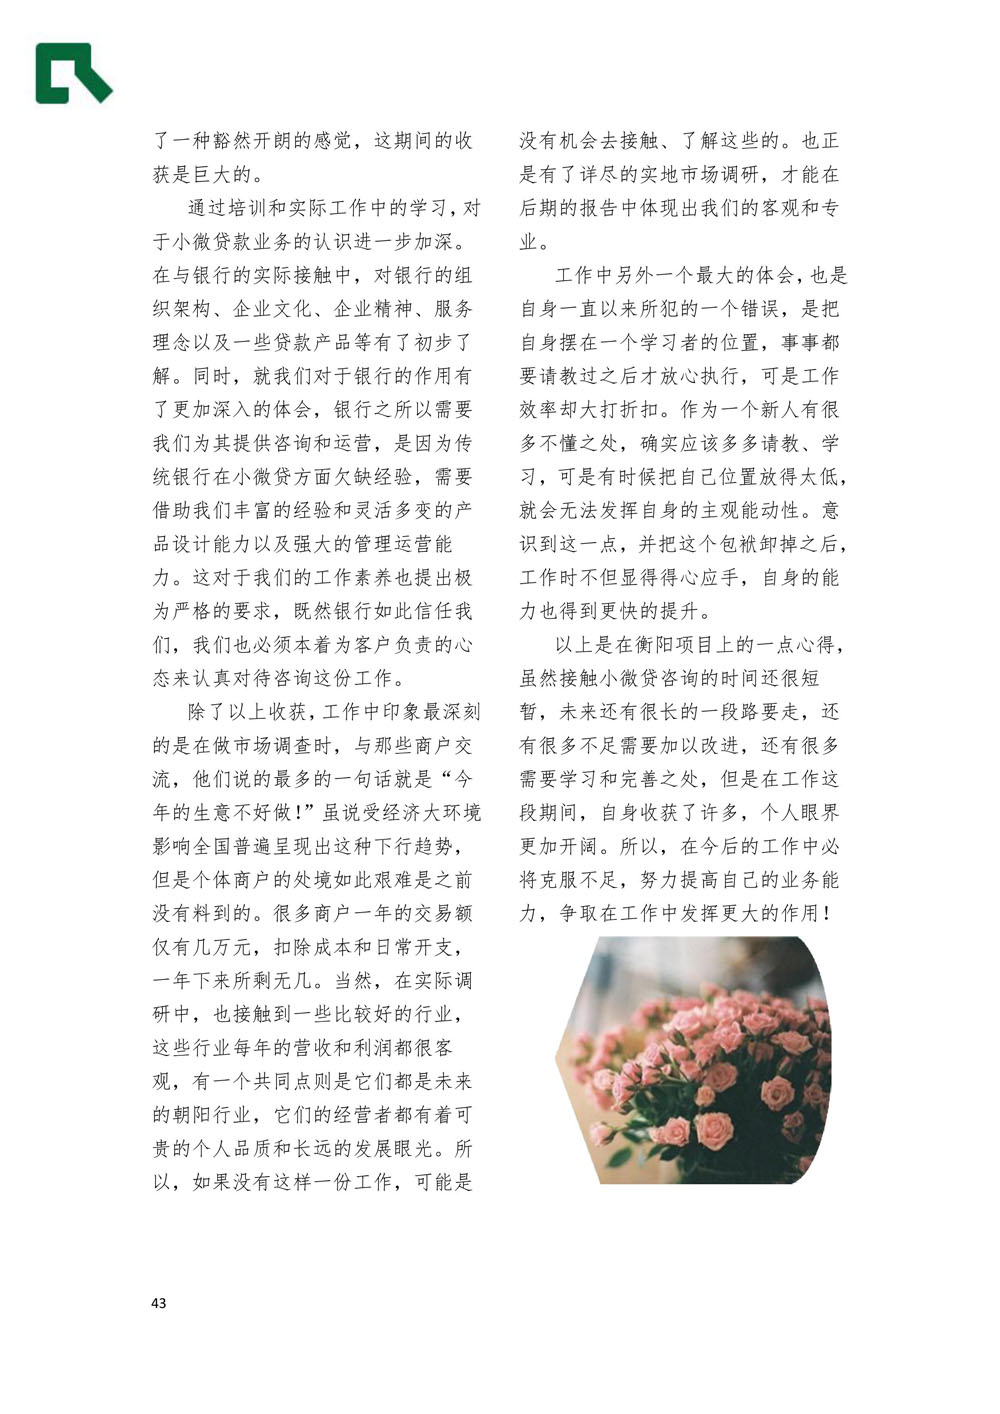 了一种豁然开朗的感觉，这期间的收
获是巨大的。
通过培训和实际工作中的学习，对
于小微贷款业务的认识进一步加深。
在与银行的实际接触中，对银行的组
织架构、企业文化、企业精神、服务
理念以及一些贷款产品等有了初步了
解。同时，就我们对于银行的作用有
了更加深入的体会，银行之所以需要
我们为其提供咨询和运营，是因为传
统银行在小微贷方面欠缺经验，需要
借助我们丰富的经验和灵活多变的产
品设计能力以及强大的管理运营能
力。这对于我们的工作素养也提出极
为严格的要求，既然银行如此信任我
们，我们也必须本着为客户负责的心
态来认真对待咨询这份工作。
除了以上收获，工作中印象最深刻
的是在做市场调查时，与那些商户交
流，他们说的最多的一句话就是“今
年的生意不好做！”虽说受经济大环境
影响全国普遍呈现出这种下行趋势，
但是个体商户的处境如此艰难是之前
没有料到的。很多商户一年的交易额
仅有几万元，扣除成本和日常开支，
一年下来所剩无几。当然，在实际调
研中，也接触到一些比较好的行业，
这些行业每年的营收和利润都很客
观，有一个共同点则是它们都是未来
的朝阳行业，它们的经营者都有着可
贵的个人品质和长远的发展眼光。所
以，如果没有这样一份工作，可能是
没有机会去接触、了解这些的。也正
是有了详尽的实地市场调研，才能在
后期的报告中体现出我们的客观和专
业。
工作中另外一个最大的体会，也是
自身一直以来所犯的一个错误，是把
自身摆在一个学习者的位置，事事都
要请教过之后才放心执行，可是工作
效率却大打折扣。作为一个新人有很
多不懂之处，确实应该多多请教、学
习，可是有时候把自己位置放得太低，
就会无法发挥自身的主观能动性。意
识到这一点，并把这个包袱卸掉之后，
工作时不但显得得心应手，自身的能
力也得到更快的提升。
以上是在衡阳项目上的一点心得，
虽然接触小微贷咨询的时间还很短
暂，未来还有很长的一段路要走，还
有很多不足需要加以改进，还有很多
需要学习和完善之处，但是在工作这
段期间，自身收获了许多，个人眼界
更加开阔。所以，在今后的工作中必
将克服不足，努力提高自己的业务能
力，争取在工作中发挥更大的作用！
43